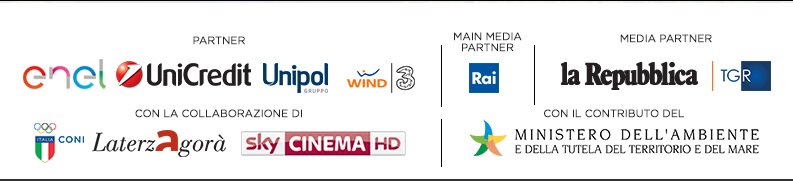 PARTNER
enel UniCredit Unipol GRUPPO WIND 3
MAIN MEDIA
PARTNER
Rai
MEDIA PARTNER
la Repubblica TGR
CON LA COLLABORAZIONE DI
ITALIA CONI LaterzAgorà sky CINEMA HD
CON IL CONTRIBUTO DEL
MINISTERO DELL'AMBIENTE
E DELLA TUTELA DEL TERRITORIO E DEL MARE